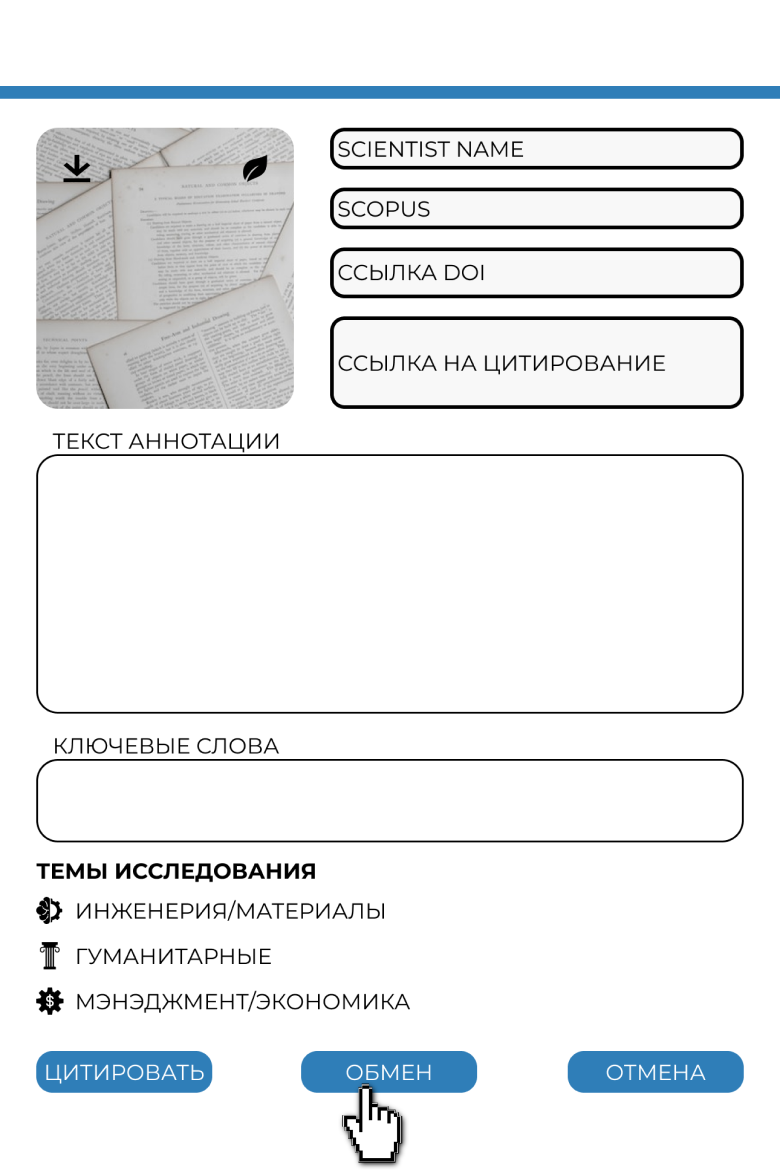 SCIENTIST NAME
SCOPUS
ССЫЛКА DOI
ССЫЛКА НА ЦИТИРОВАНИЕ
ТЕКСТ АННОТАЦИИ
КЛЮЧЕВЫЕ СЛОВА
ТЕМЫ ИССЛЕДОВАНИЯ
ИНЖЕНЕРИЯ/МАТЕРИАЛЫ
ГУМАНИТАРНЫЕ
$ МЭНЭДЖМЕНТ/ЭКОНОМИКА
ЦИТИРОВАТЬ ОБМЕН ОТМЕНА